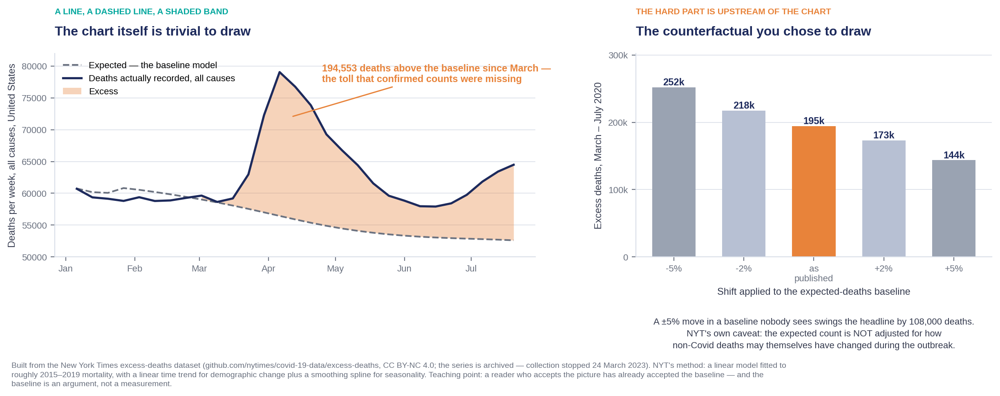 A LINE, A DASHED LINE, A SHADED BAND
The chart itself is trivial to draw
Deaths per week, all causes, United States
80000
75000
70000
65000
60000
55000
50000
Expected — the baseline model
Deaths actually recorded, all causes
Excess
194,553 deaths above the baseline since March —
the toll that confirmed counts were missing
Jan
Feb
Mar
Apr
May
Jun
Jul
THE HARD PART IS UPSTREAM OF THE CHART
The counterfactual you chose to draw
Excess deaths, March – July 2020
300k
200k
100k
0
252k
218k
195k
173k
144k
-5%
-2%
as
published
+2%
+5%
Shift applied to the expected-deaths baseline
A ±5% move in a baseline nobody sees swings the headline by 108,000 deaths.
NYT's own caveat: the expected count is NOT adjusted for how
non-Covid deaths may themselves have changed during the outbreak.
Built from the New York Times excess-deaths dataset (github.com/nytimes/covid-19-data/excess-deaths, CC BY-NC 4.0; the series is archived — collection stopped 24 March 2023). NYT's method: a linear model fitted to
roughly 2015–2019 mortality, with a linear time trend for demographic change plus a smoothing spline for seasonality. Teaching point: a reader who accepts the picture has already accepted the baseline — and the
baseline is an argument, not a measurement.